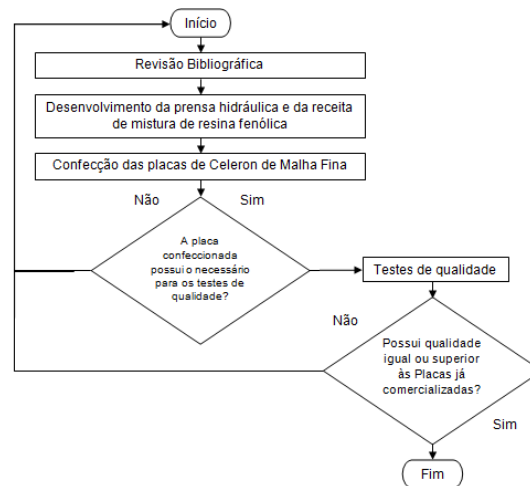 Início
Revisão Bibliográfica
Desenvolvimento da prensa hidráulica e da receita
de mistura de resina fenólica
Confecção das placas de Celeron de Malha Fina
Não
Sim
A placa
confeccionada
possui o necessário
para os testes de
qualidade?
Testes de qualidade
Não
Possui qualidade
igual ou superior
às Placas já
comercializadas?
Sim
Fim